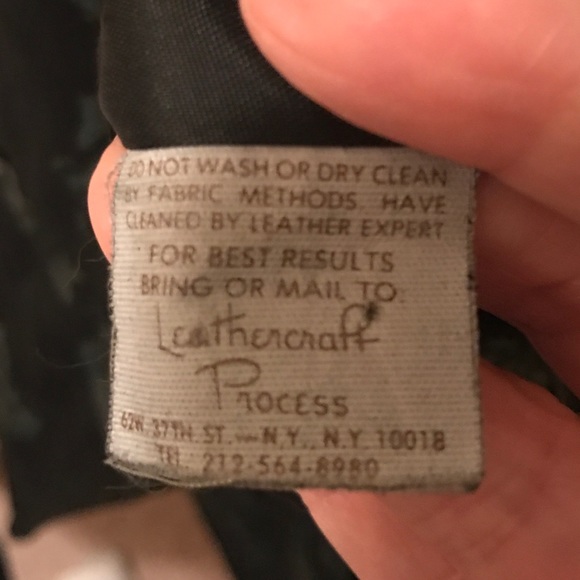 DO NOT WASH OR DRY CLEAN
BY FABRIC METHODS HAVE
CLEANED BY LEATHER EXPERT
FOR BEST RESULTS
BRING OR MAIL TO
Leathercraft
Process
62W. 37TH. ST. — N.Y., N.Y. 10018
TEL. 212-564-8980